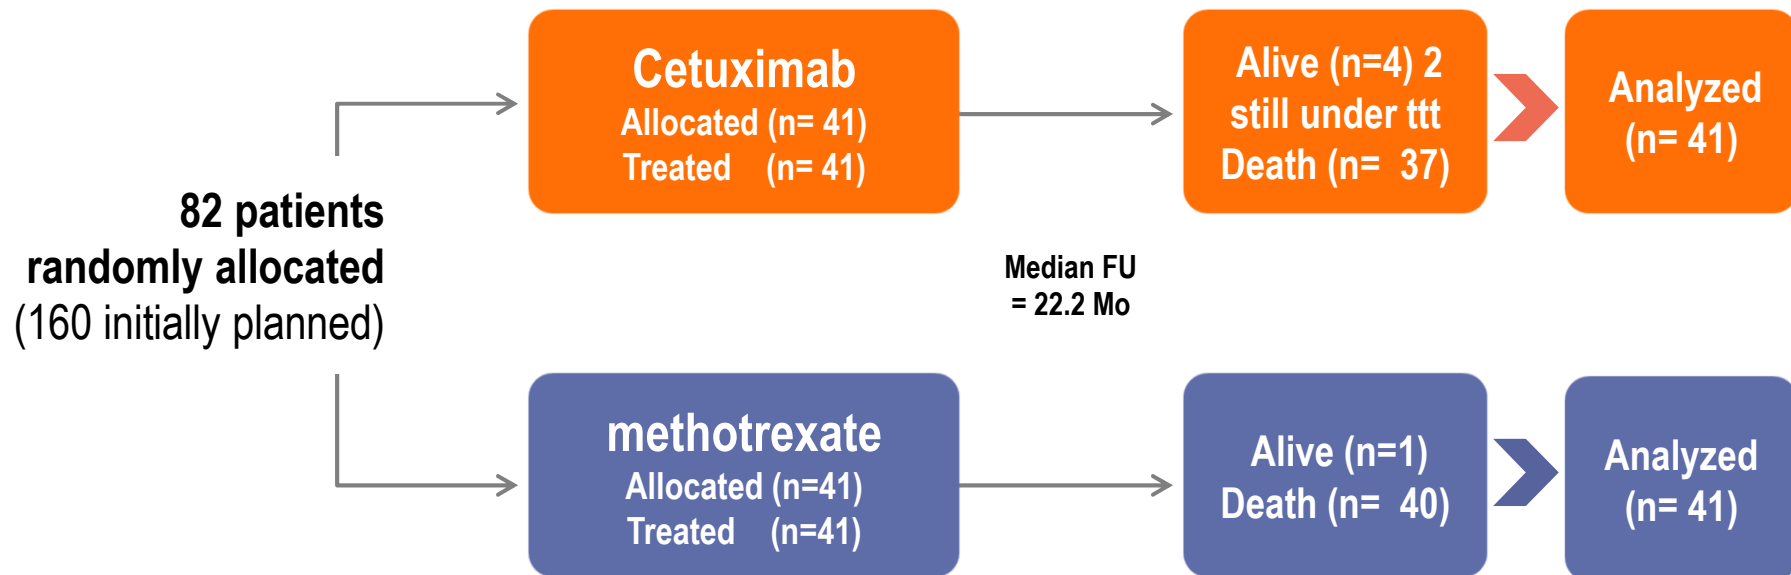 82 patients
randomly allocated
(160 initially planned)
Cetuximab
Allocated (n= 41)
Treated (n= 41)
Alive (n=4) 2
still under ttt
Death (n= 37)
Analyzed
(n= 41)
Median FU
= 22.2 Mo
methotrexate
Allocated (n=41)
Treated (n=41)
Alive (n=1)
Death (n= 40)
Analyzed
(n= 41)